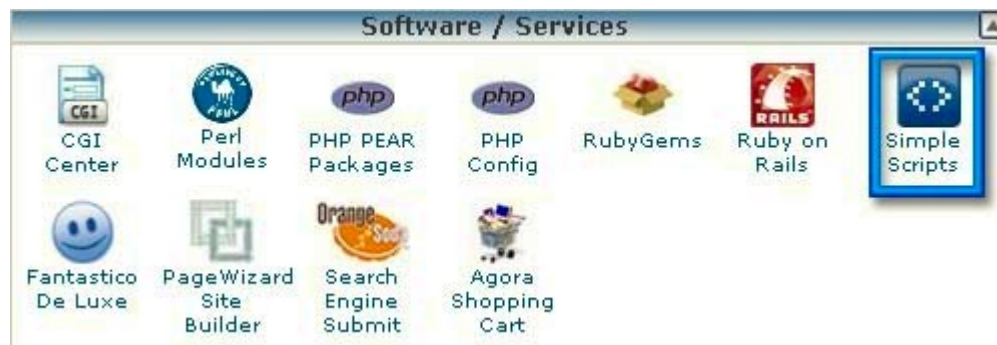 Software / Services
CGI
CGI
Center
Perl
Modules
php
PHP PEAR
Packages
php
PHP
Config
RubyGems
RAILS
Ruby on
Rails
Simple
Scripts
Fantastico
De Luxe
PageWizard
Site
Builder
Orange
Soda
Search
Engine
Submit
Agora
Shopping
Cart